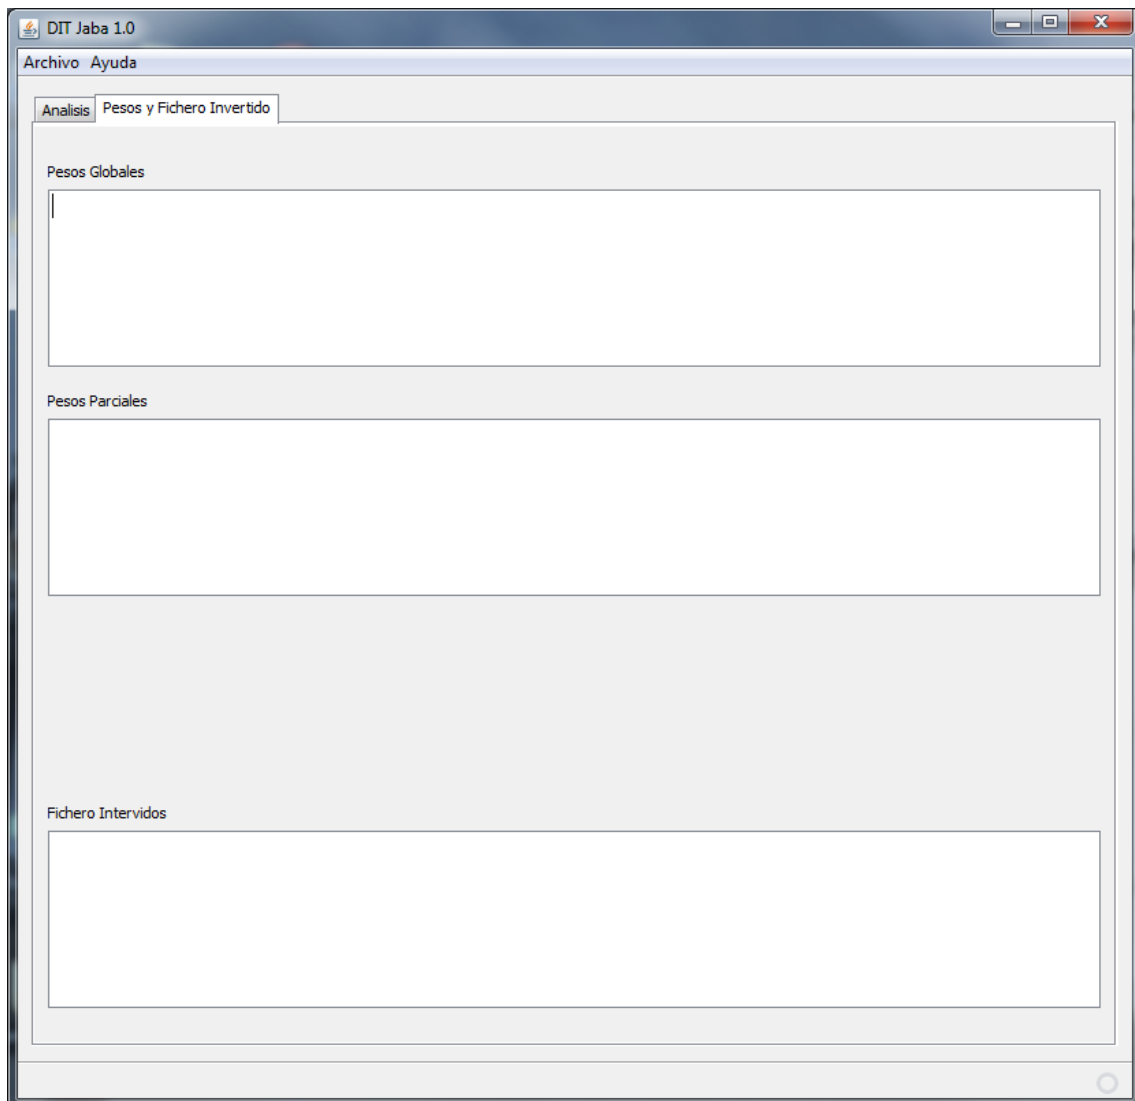 DIT Jaba 1.0
Archivo Ayuda
Analisis Pesos y Fichero Invertido
Pesos Globales
Pesos Parciales
Fichero Intervidos